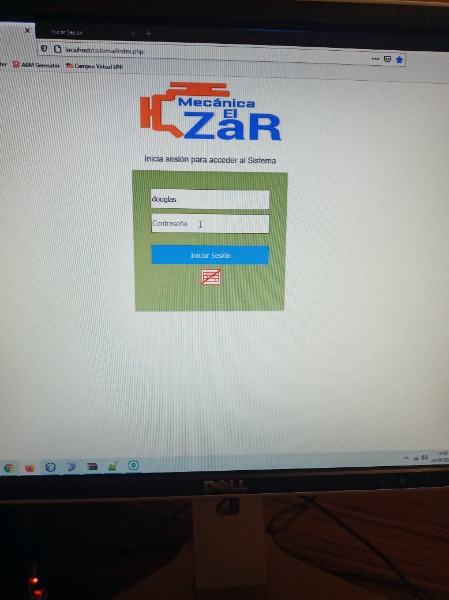 Iniciar Sesión
localhost/sistema/index.php
ABM Generator
Campus Virtual UNI
Mecánica
El
ZaR
Inicia sesión para acceder al Sistema
douglas
Contraseña
Iniciar Sesión
DELL